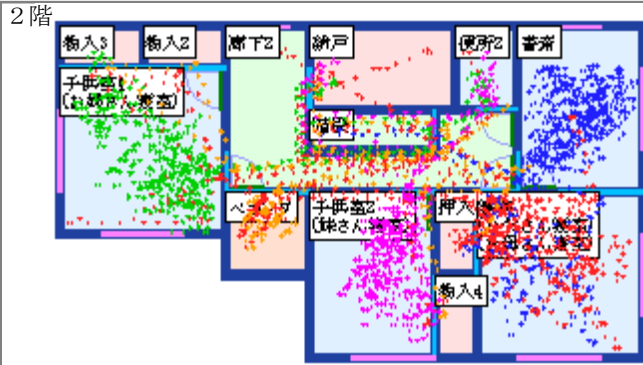 ２階
物入3
物入2
廊下2
納戸
便所2
書斎
子供室1
(お姉さん寝室)
階段
ベランダ
子供室2
(妹さん寝室)
押入
物入4